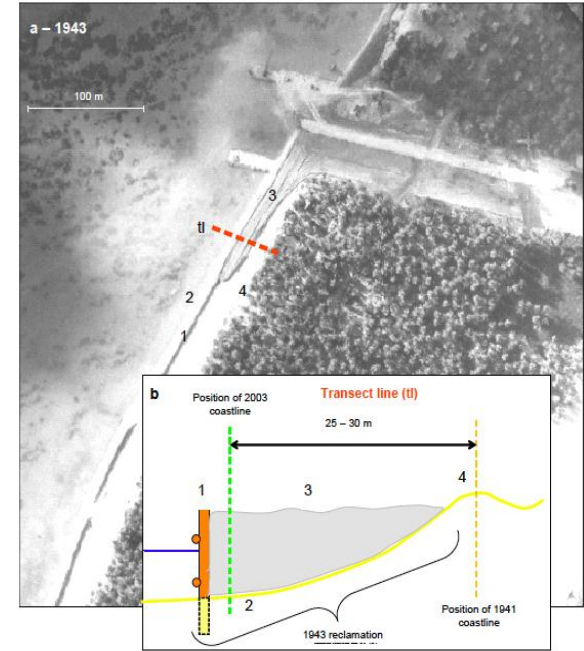 a – 1943
100 m
3
tl
4
2
1
b
Transect line (tl)
Position of 2003
coastline
25 – 30 m
1
3
4
2
Position of 1941
coastline
1943 reclamation